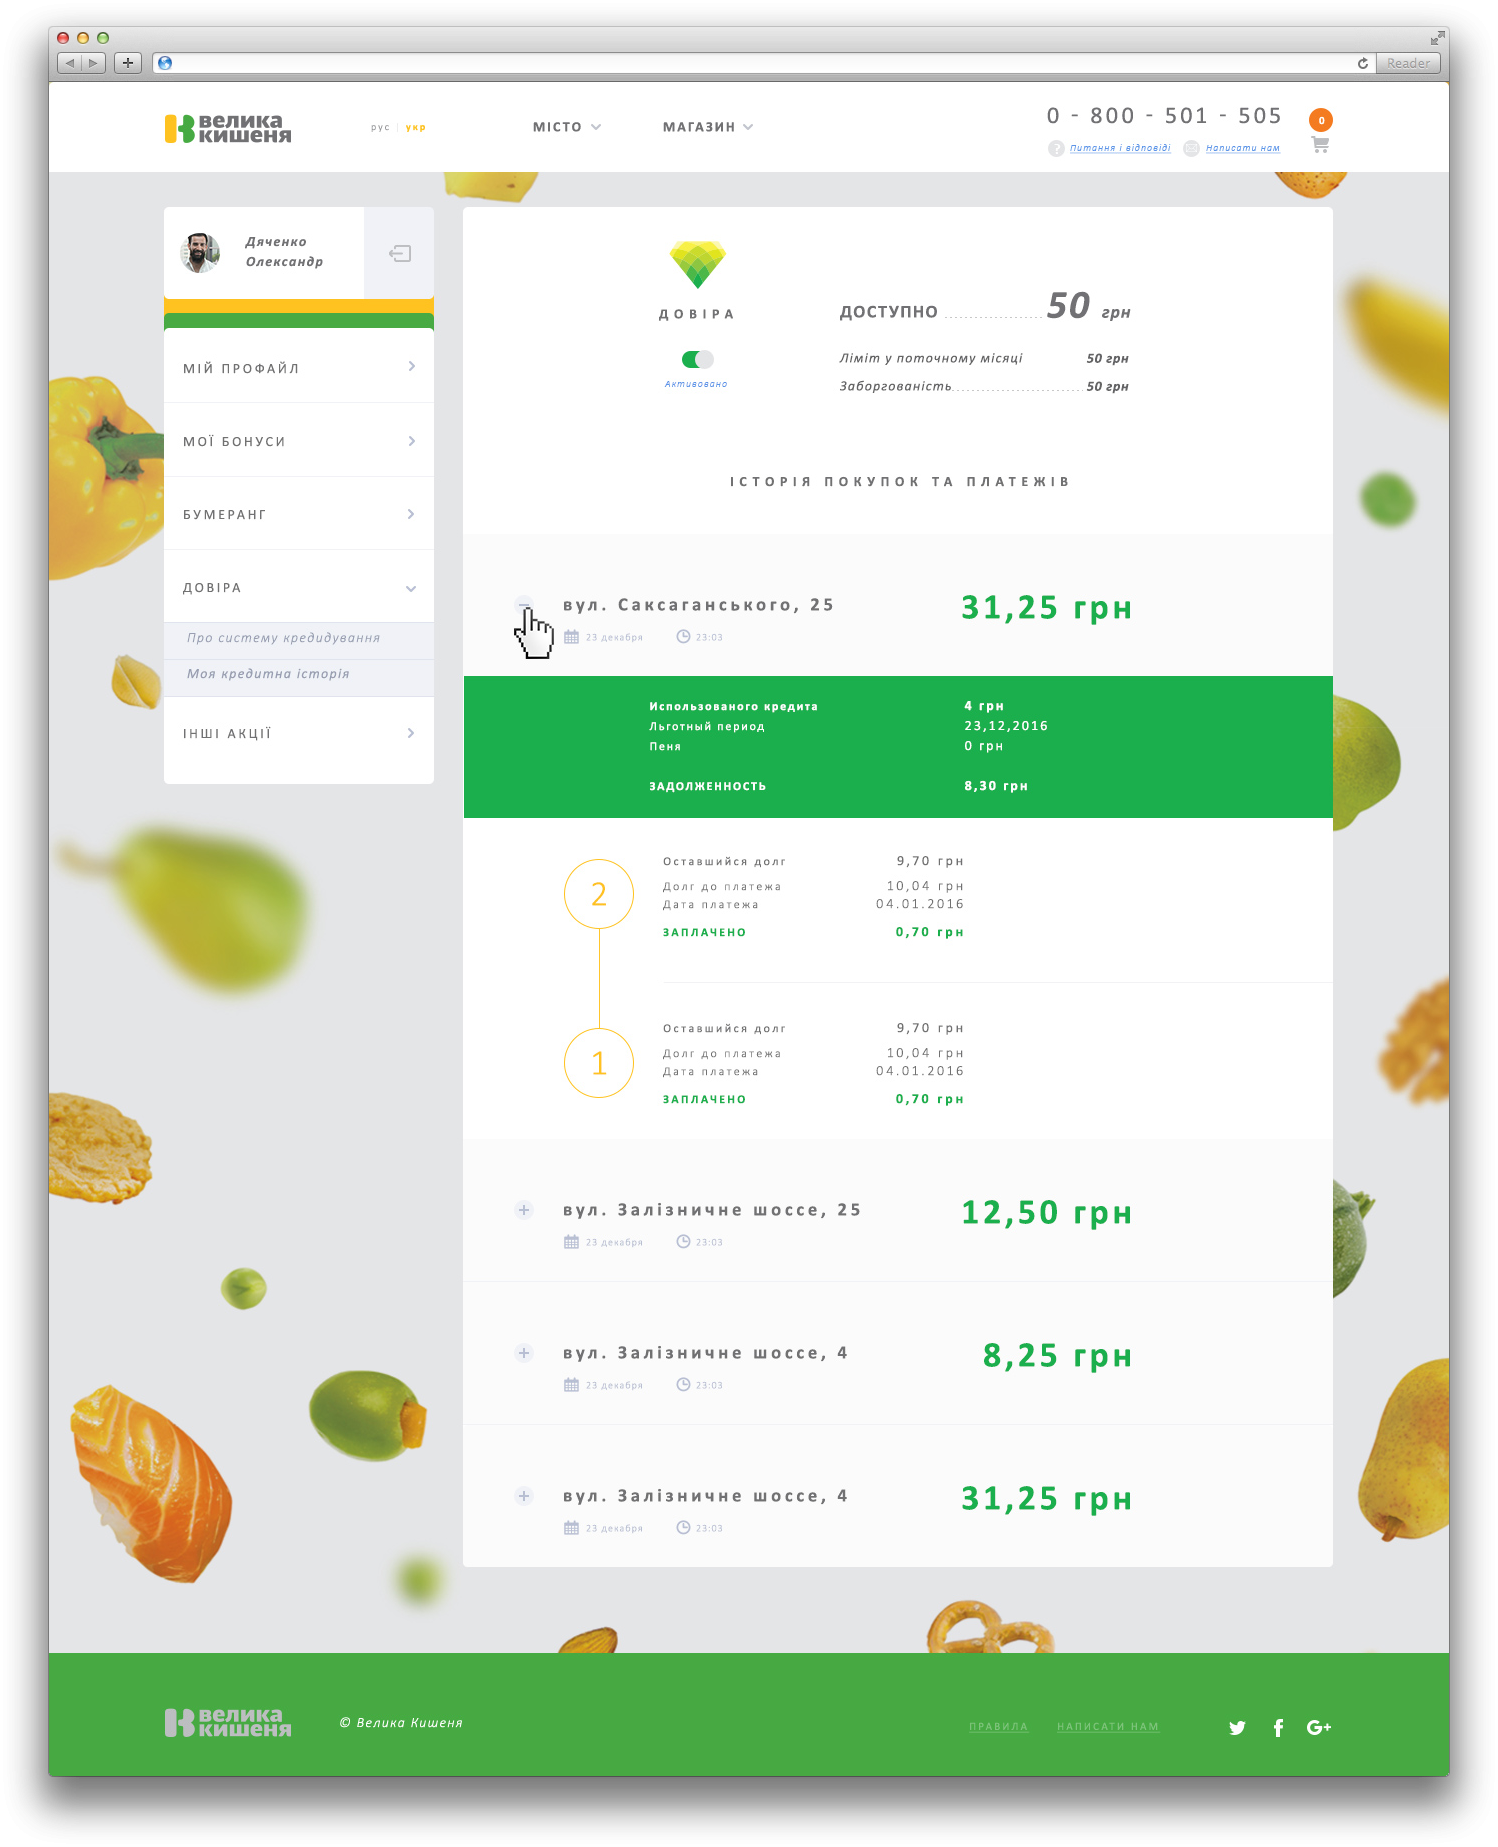 Reader
велика
кишеня
рус | укр
МІСТО
МАГАЗИН
0 - 800 - 501 - 505
0
?
Питання і відповіді
Написати нам
Дяченко
Олександр
МІЙ ПРОФАЙЛ
МОЇ БОНУСИ
БУМЕРАНГ
ДОВІРА
Про систему кредидування
Моя кредитна історія
ІНШІ АКЦІЇ
ДОВІРА
Активовано
ДОСТУПНО 50 грн
Ліміт у поточному місяці 50 грн
Заборгованість 50 грн
ІСТОРІЯ ПОКУПОК ТА ПЛАТЕЖІВ
вул. Саксаганського, 25 31,25 грн
23 декабря 23:03
Использованого кредита 4 грн
Льготный период 23,12,2016
Пеня 0 грн
ЗАДОЛЖЕННОСТЬ 8,30 грн
2
Оставшийся долг 9,70 грн
Долг до платежа 10,04 грн
Дата платежа 04.01.2016
ЗАПЛАЧЕНО 0,70 грн
1
Оставшийся долг 9,70 грн
Долг до платежа 10,04 грн
Дата платежа 04.01.2016
ЗАПЛАЧЕНО 0,70 грн
вул. Залізничне шоссе, 25 12,50 грн
23 декабря 23:03
вул. Залізничне шоссе, 4 8,25 грн
23 декабря 23:03
вул. Залізничне шоссе, 4 31,25 грн
23 декабря 23:03
велика
кишеня
© Велика Кишеня
ПРАВИЛА
НАПИСАТИ НАМ
G+